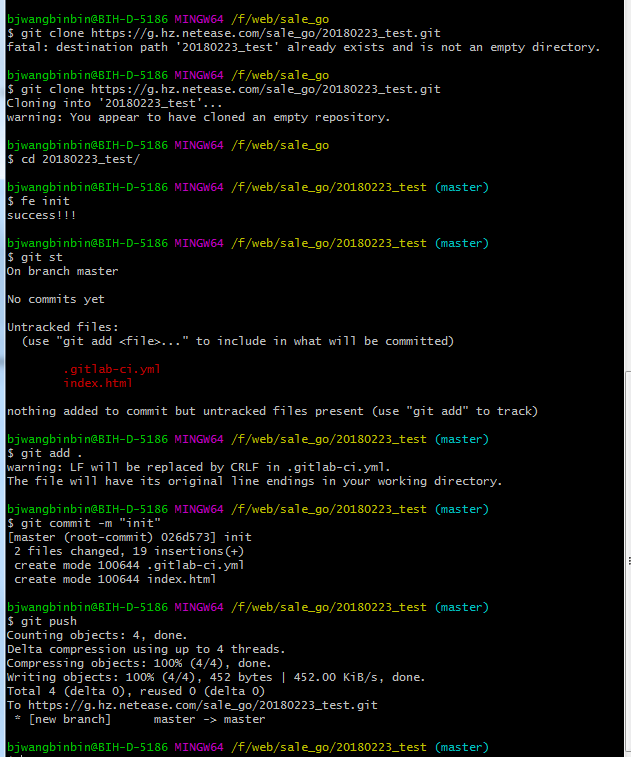 bjwangbinbin@BIH-D-5186 MINGW64 /f/web/sale_go
$ git clone https://g.hz.netease.com/sale_go/20180223_test.git
fatal: destination path '20180223_test' already exists and is not an empty directory.
bjwangbinbin@BIH-D-5186 MINGW64 /f/web/sale_go
$ git clone https://g.hz.netease.com/sale_go/20180223_test.git
Cloning into '20180223_test'...
warning: You appear to have cloned an empty repository.
bjwangbinbin@BIH-D-5186 MINGW64 /f/web/sale_go
$ cd 20180223_test/
bjwangbinbin@BIH-D-5186 MINGW64 /f/web/sale_go/20180223_test (master)
$ fe init
success!!!
bjwangbinbin@BIH-D-5186 MINGW64 /f/web/sale_go/20180223_test (master)
$ git st
On branch master
No commits yet
Untracked files:
(use "git add <file>..." to include in what will be committed)
.gitlab-ci.yml
index.html
nothing added to commit but untracked files present (use "git add" to track)
bjwangbinbin@BIH-D-5186 MINGW64 /f/web/sale_go/20180223_test (master)
$ git add .
warning: LF will be replaced by CRLF in .gitlab-ci.yml.
The file will have its original line endings in your working directory.
bjwangbinbin@BIH-D-5186 MINGW64 /f/web/sale_go/20180223_test (master)
$ git commit -m "init"
[master (root-commit) 026d573] init
2 files changed, 19 insertions(+)
create mode 100644 .gitlab-ci.yml
create mode 100644 index.html
bjwangbinbin@BIH-D-5186 MINGW64 /f/web/sale_go/20180223_test (master)
$ git push
Counting objects: 4, done.
Delta compression using up to 4 threads.
Compressing objects: 100% (4/4), done.
Writing objects: 100% (4/4), 452 bytes | 452.00 KiB/s, done.
Total 4 (delta 0), reused 0 (delta 0)
To https://g.hz.netease.com/sale_go/20180223_test.git
* [new branch]      master -> master
bjwangbinbin@BIH-D-5186 MINGW64 /f/web/sale_go/20180223_test (master)